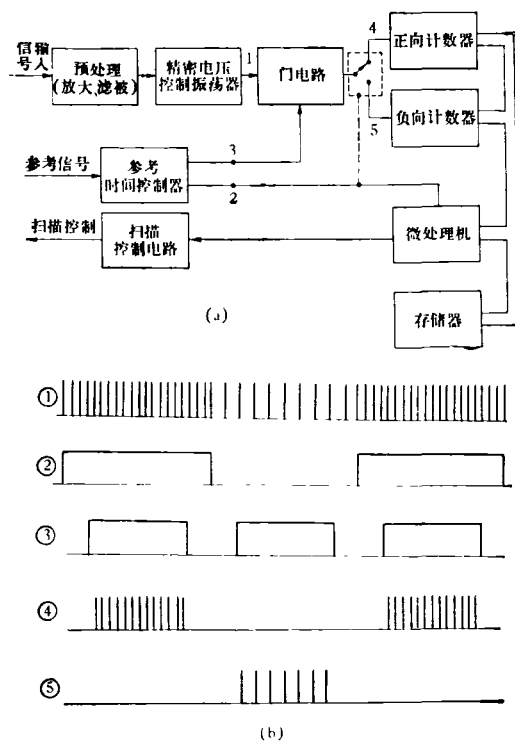 信输
号入
预处理
(放大、滤被)
精密电压
控制振荡器
1
门电路
4
5
正向计数器
负向计数器
参考信号
参考
时间控制器
3
2
扫描控制
扫描
控制电路
微处理机
存储器
(a)
①
②
③
④
⑤
(b)